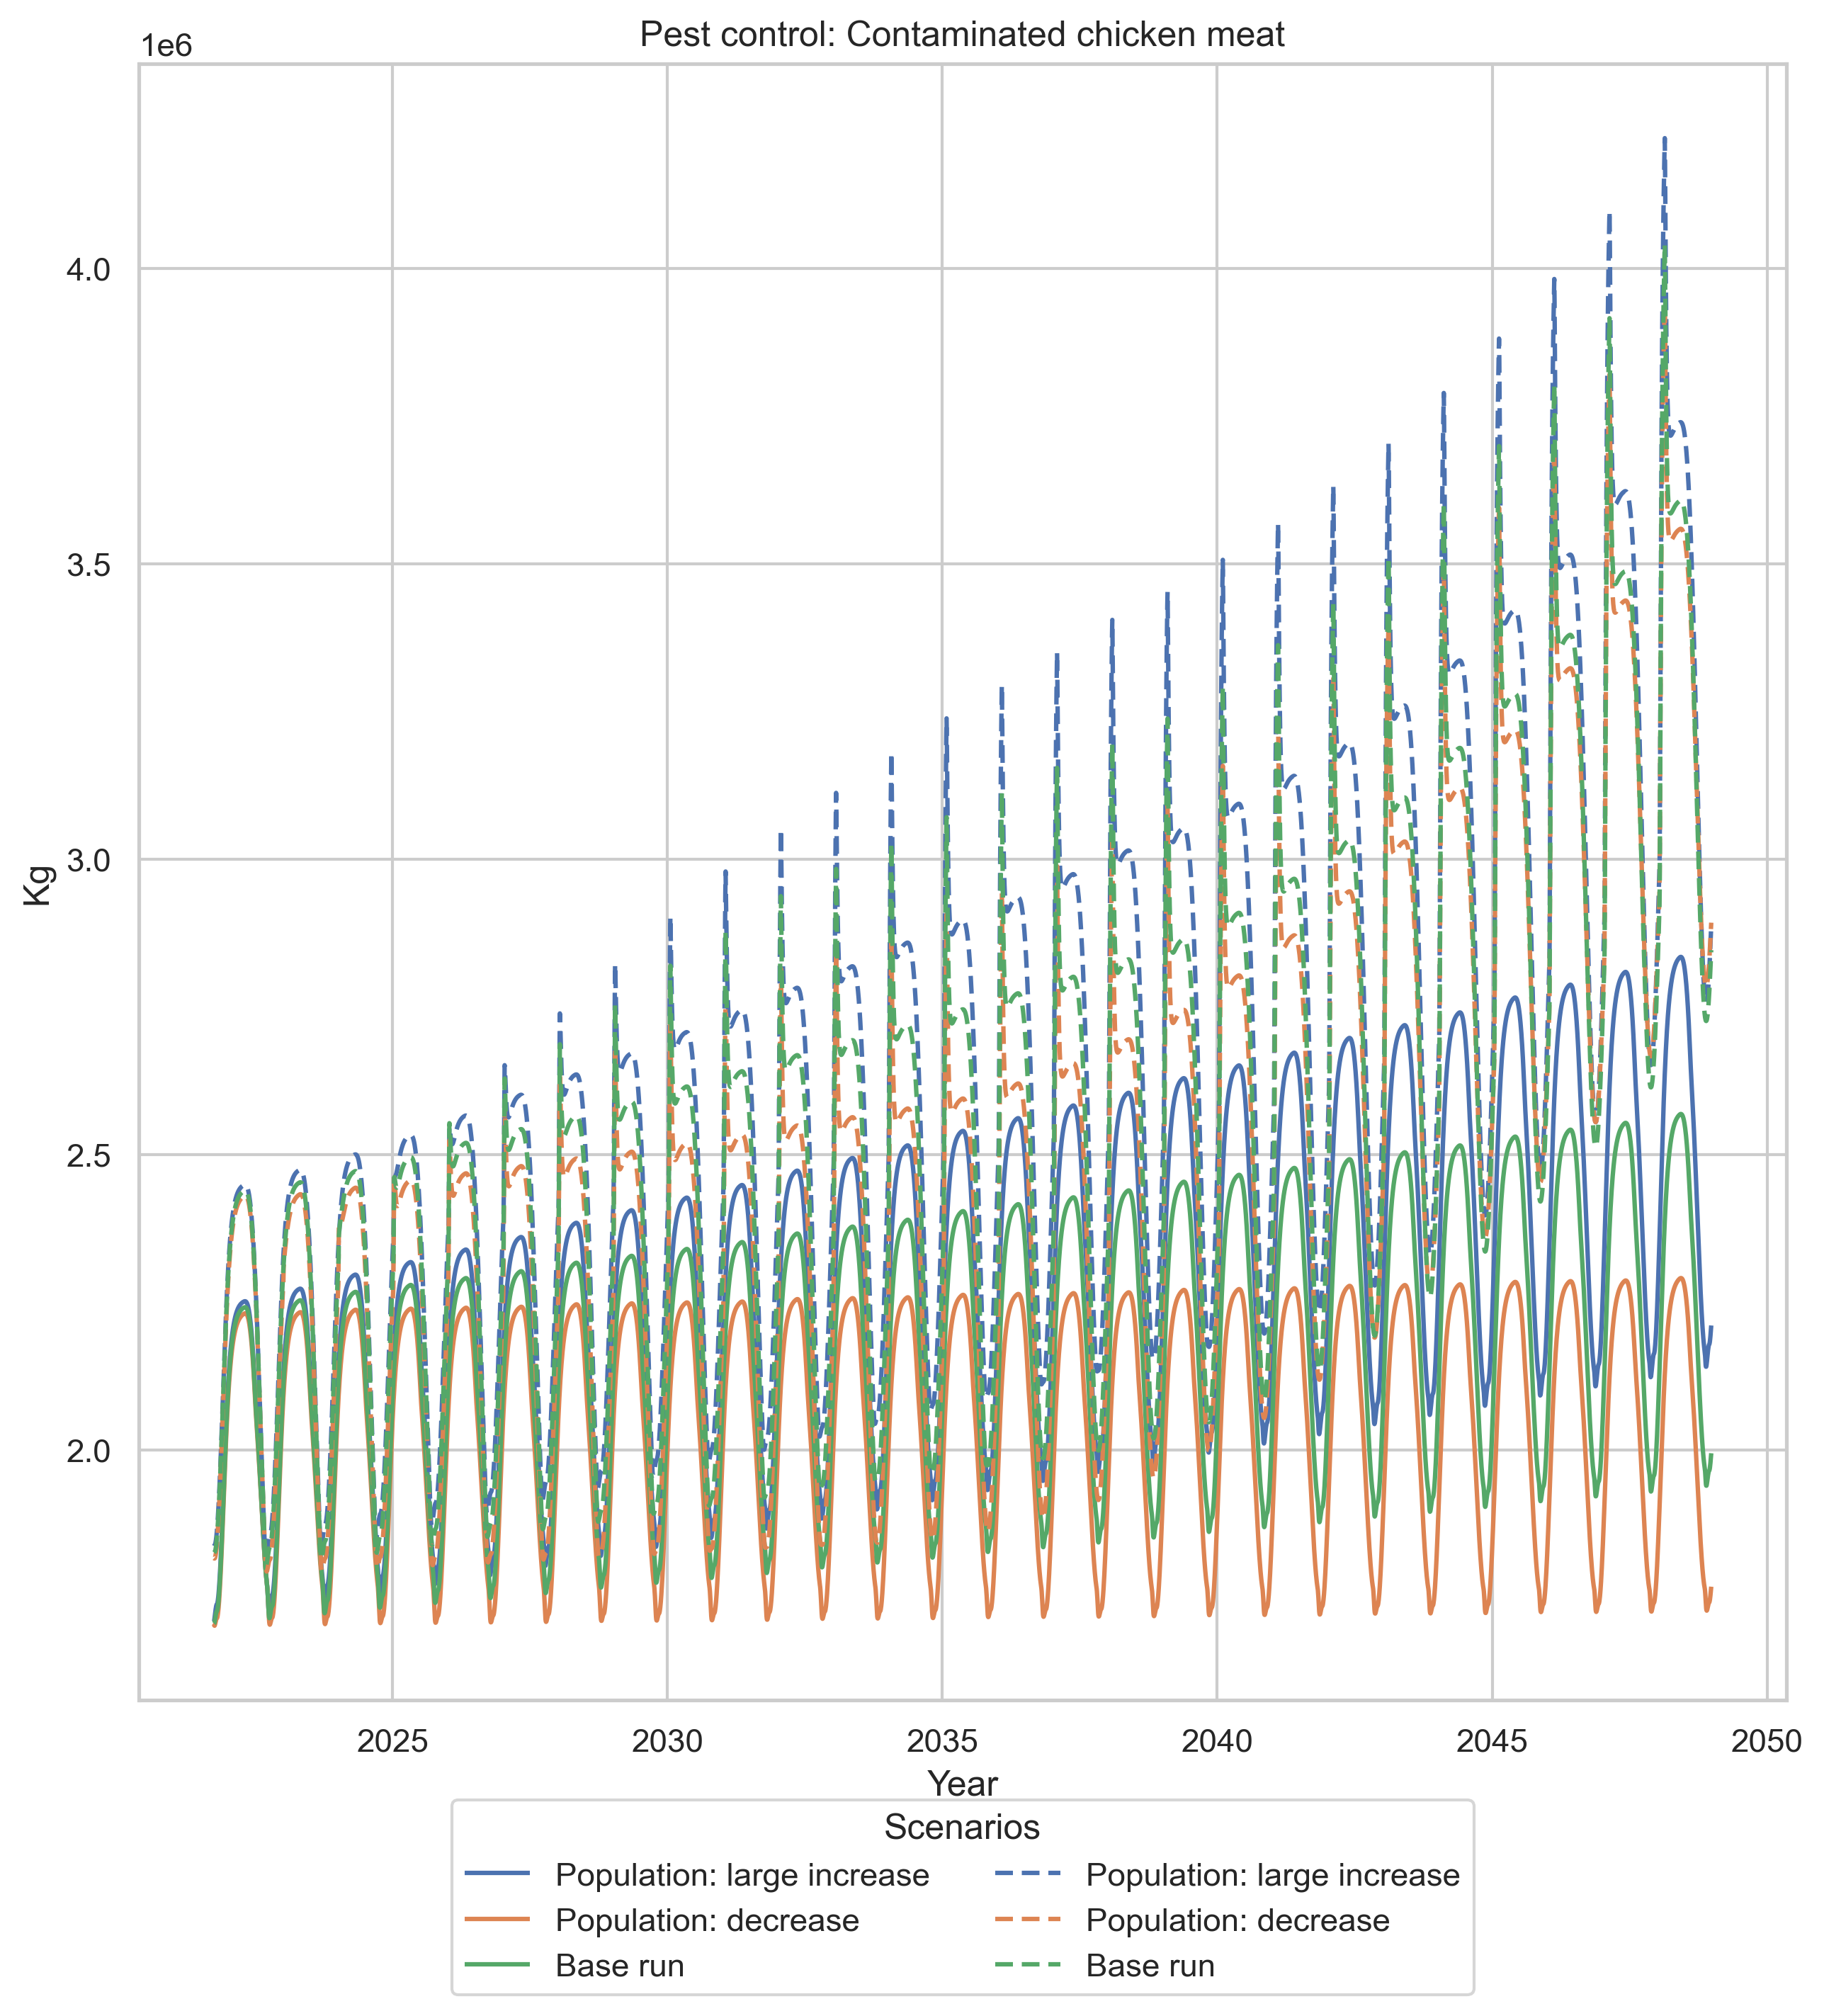 Pest control: Contaminated chicken meat
1e6
4.0
3.5
3.0
2.5
2.0
Kg
2025 2030 2035 2040 2045 2050
Year
Scenarios
Population: large increase Population: large increase
Population: decrease Population: decrease
Base run Base run